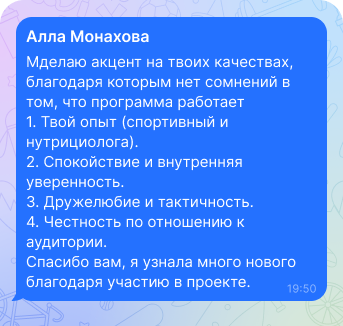 Алла Монахова
Мделаю акцент на твоих качествах,
благодаря которым нет сомнений в
том, что программа работает
1. Твой опыт (спортивный и
нутрициолога).
2. Спокойствие и внутренняя
уверенность.
3. Дружелюбие и тактичность.
4. Честность по отношению к
аудитории.
Спасибо вам, я узнала много нового
благодаря участию в проекте.
19:50